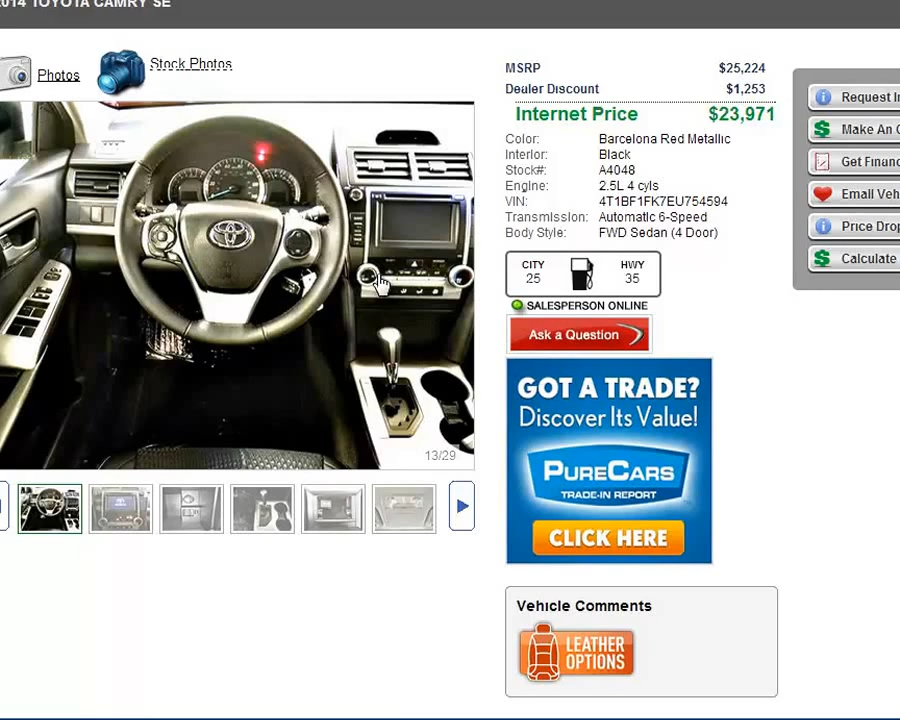 2014 TOYOTA CAMRY SE
Photos
Stock Photos
13/29
MSRP $25,224
Dealer Discount $1,253
Internet Price $23,971
Color: Barcelona Red Metallic
Interior: Black
Stock#: A4048
Engine: 2.5L 4 cyls
VIN: 4T1BF1FK7EU754594
Transmission: Automatic 6-Speed
Body Style: FWD Sedan (4 Door)
CITY HWY
25 35
SALESPERSON ONLINE
Ask a Question
GOT A TRADE?
Discover Its Value!
PURECARS
TRADE-IN REPORT
CLICK HERE
Vehicle Comments
LEATHER
OPTIONS
Request In
Make An O
Get Financ
Email Veh
Price Drop
Calculate